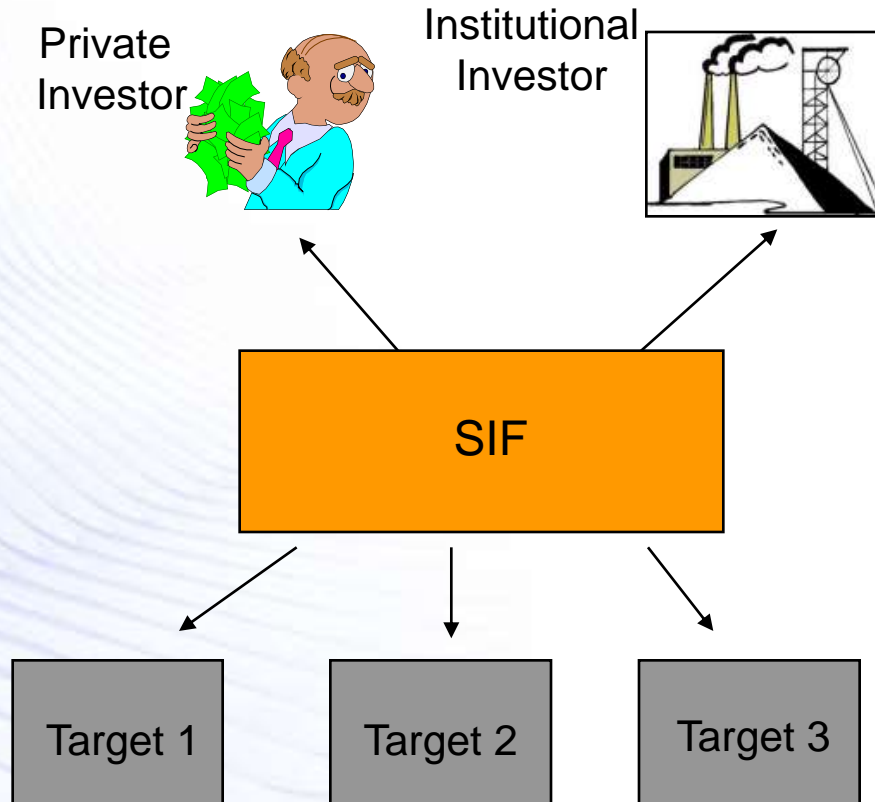 Private
Investor
Institutional
Investor
SIF
Target 1
Target 2
Target 3